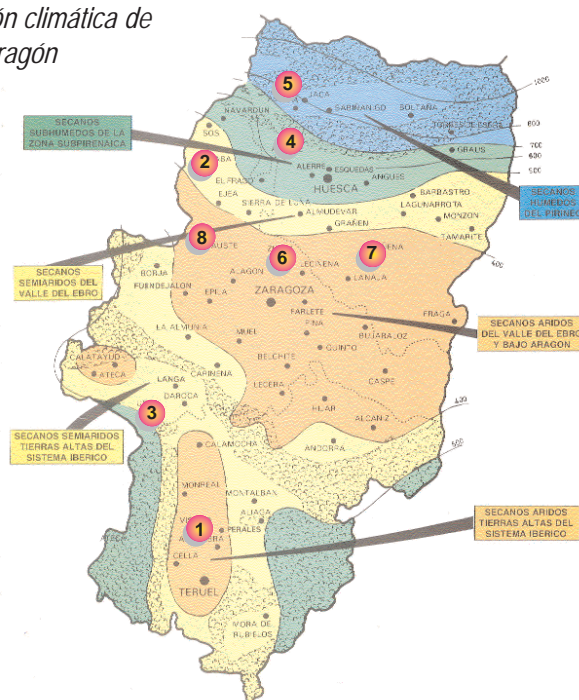 ón climática de
ragón
1000
5
JACA
SABIÑANIGO
SOLTAÑA
SECANOS
SUBHUMEDOS DE LA
ZONA SUBPIRENAICA
NAVARDUN
800
4
SOS
GRAUS
700
600
500
2
ALERRE
ESQUEDAS
HUESCA
ANGUES
EL FRAGO
EJEA
SIERRA DE LUNA
ALMUDEVAR
GRAÑEN
BARBASTRO
LAGUNARROTA
MONZON
TAMARITE
SECANOS
HUMEDOS
DEL PIRINEO
400
8
6
7
LECIÑENA
LANAJA
SECANOS
SEMIARIDOS DEL
VALLE DEL EBRO
BORJA
FUENDEJALON
ALAGON
EPILA
ZARAGOZA
FARLETE
PINA
FRAGA
SECANOS ARIDOS
DEL VALLE DEL EBRO
Y BAJO ARAGON
LA ALMUNIA
MUEL
QUINTO
BUJARALOZ
CALATAYUD
ATECA
BELCHITE
CARIÑENA
LANGA
DAROCA
LECERA
CASPE
HIJAR
ALCAÑIZ
400
3
SECANOS SEMIARIDOS
TIERRAS ALTAS DEL
SISTEMA IBERICO
CALAMOCHA
ANDORRA
500
MONREAL
MONTALBAN
ALIAGA
1
PERALES
CELLA
TERUEL
SECANOS ARIDOS
TIERRAS ALTAS DEL
SISTEMA IBERICO
MORA DE
RUBIELOS